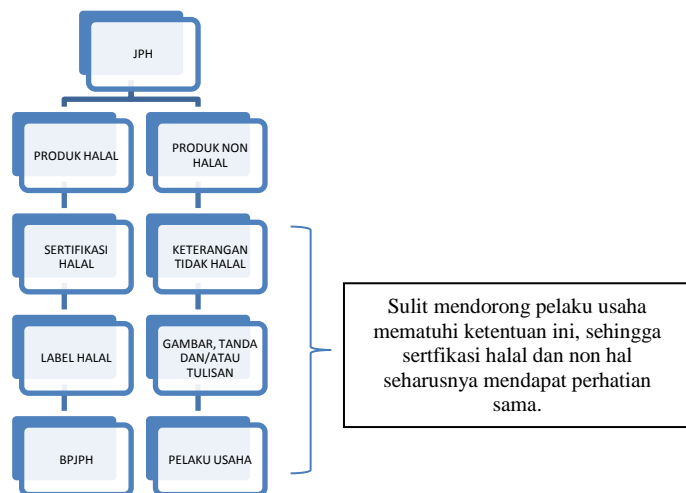 JPH
PRODUK HALAL
PRODUK NON
HALAL
SERTIFIKASI
HALAL
KETERANGAN
TIDAK HALAL
LABEL HALAL
GAMBAR, TANDA
DAN/ATAU
TULISAN
BPJPH
PELAKU USAHA
Sulit mendorong pelaku usaha
mematuhi ketentuan ini, sehingga
sertfikasi halal dan non hal
seharusnya mendapat perhatian
sama.